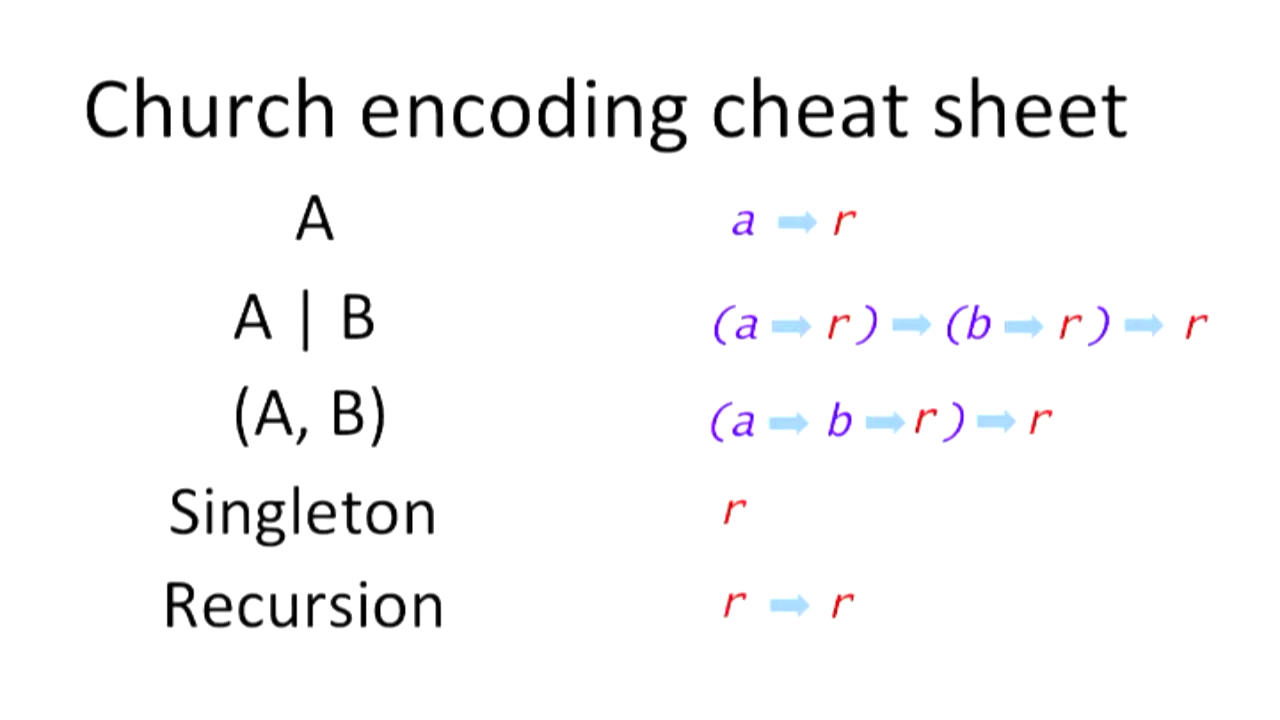 Church encoding cheat sheet
A a ➡ r
A | B (a ➡ r) ➡ (b ➡ r) ➡ r
(A, B) (a ➡ b ➡ r) ➡ r
Singleton r
Recursion r ➡ r